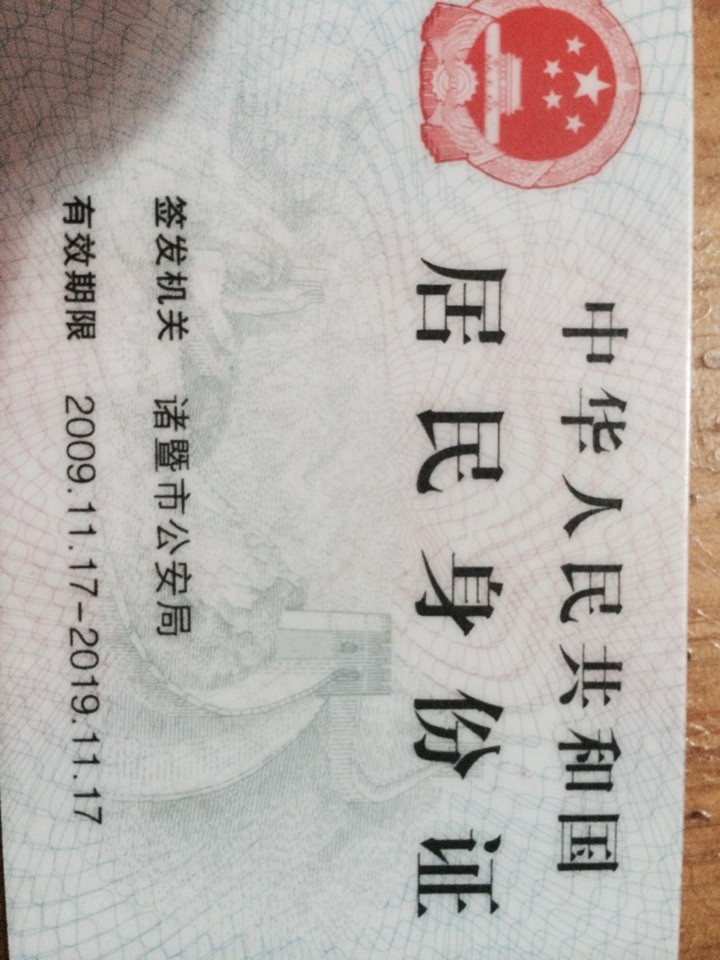 中华人民共和国
居民身份证
签发机关 诸暨市公安局
有效期限 2009.11.17-2019.11.17